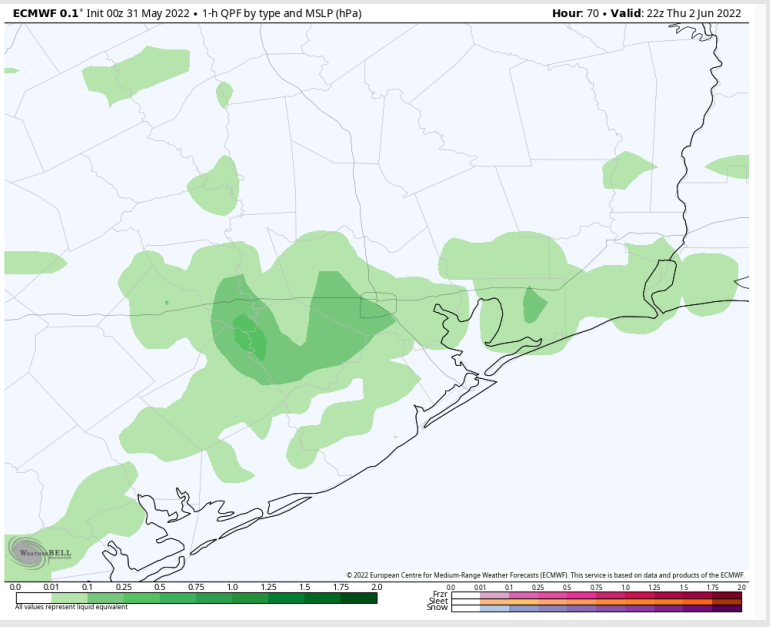 ECMWF 0.1° Init 00z 31 May 2022 • 1-h QPF by type and MSLP (hPa)
Hour: 70 • Valid: 22z Thu 2 Jun 2022
WeatherBELL
© 2022 European Centre for Medium-Range Weather Forecasts (ECMWF). This service is based on data and products of the ECMWF.
0.0 0.01 0.1 0.25 0.5 0.75 1.0 1.25 1.5 1.75 2.0
All values represent liquid equivalent
0.0 0.01 0.1 0.25 0.5 0.75 1.0 1.25 1.5 1.75 2.0
Frzr
Sleet
Snow